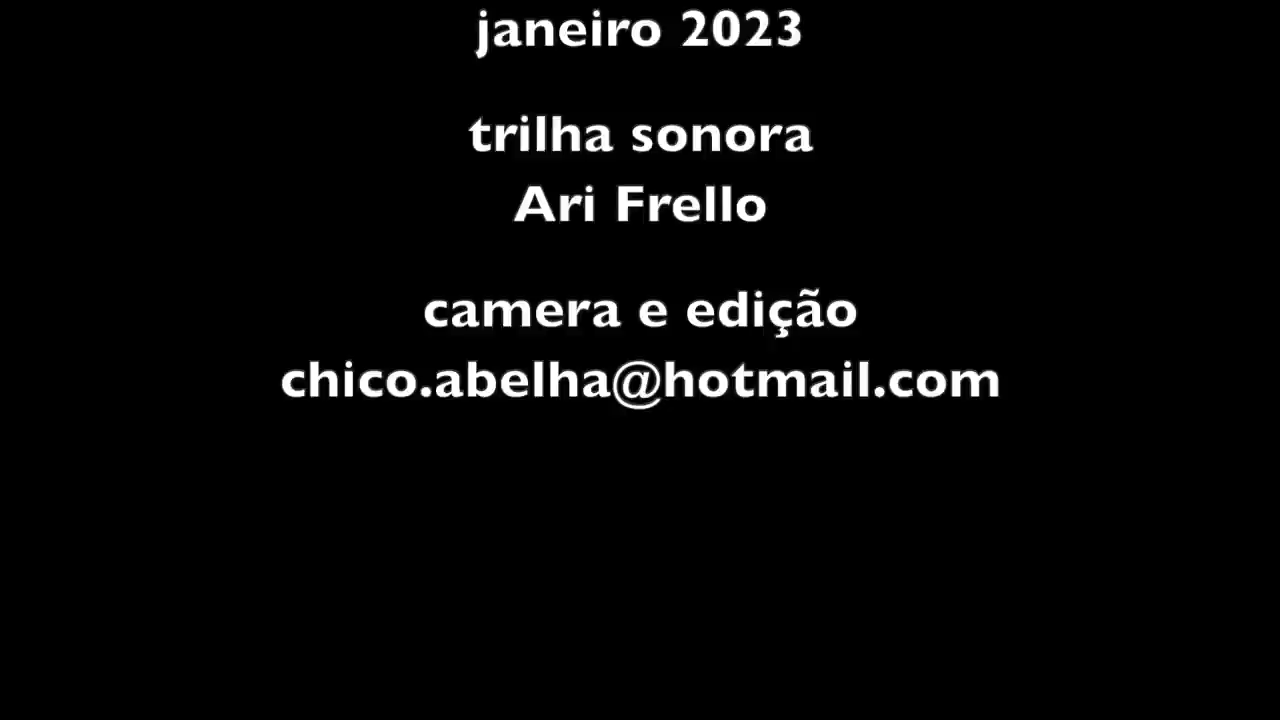 janeiro 2023
trilha sonora
Ari Frello
camera e edição
chico.abelha@hotmail.com